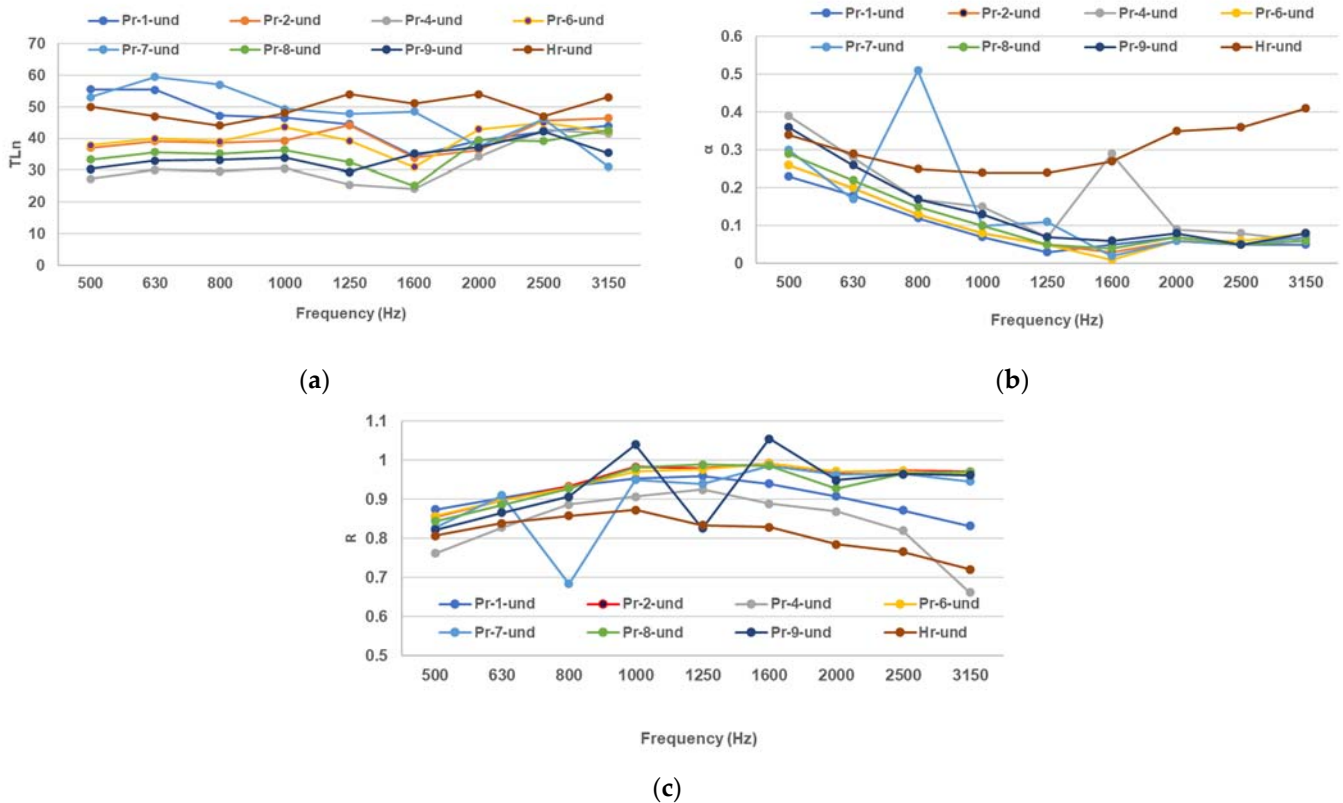 Pr-1-und Pr-2-und Pr-4-und Pr-6-und
Pr-7-und Pr-8-und Pr-9-und Hr-und
TLn
70
60
50
40
30
20
10
0
500 630 800 1000 1250 1600 2000 2500 3150
Frequency (Hz)
(a)
Pr-1-und Pr-2-und Pr-4-und Pr-6-und
Pr-7-und Pr-8-und Pr-9-und Hr-und
α
0.6
0.5
0.4
0.3
0.2
0.1
0
500 630 800 1000 1250 1600 2000 2500 3150
Frequency (Hz)
(b)
R
1.1
1
0.9
0.8
0.7
0.6
0.5
Pr-1-und Pr-2-und Pr-4-und Pr-6-und
Pr-7-und Pr-8-und Pr-9-und Hr-und
500 630 800 1000 1250 1600 2000 2500 3150
Frequency (Hz)
(c)